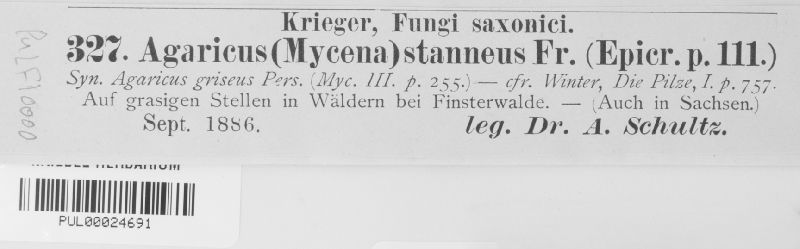 Krieger, Fungi saxonici.
327. Agaricus (Mycena) stanneus Fr. (Epicr. p. 111.)
Syn. Agaricus griseus Pers. (Myc. III. p. 255.) — cfr. Winter, Die Pilze, I. p. 757.
Auf grasigen Stellen in Wäldern bei Finsterwalde. — (Auch in Sachsen.)
Sept. 1886.
leg. Dr. A. Schultz.
PULF10000
HERBARIUM
PUL00024691